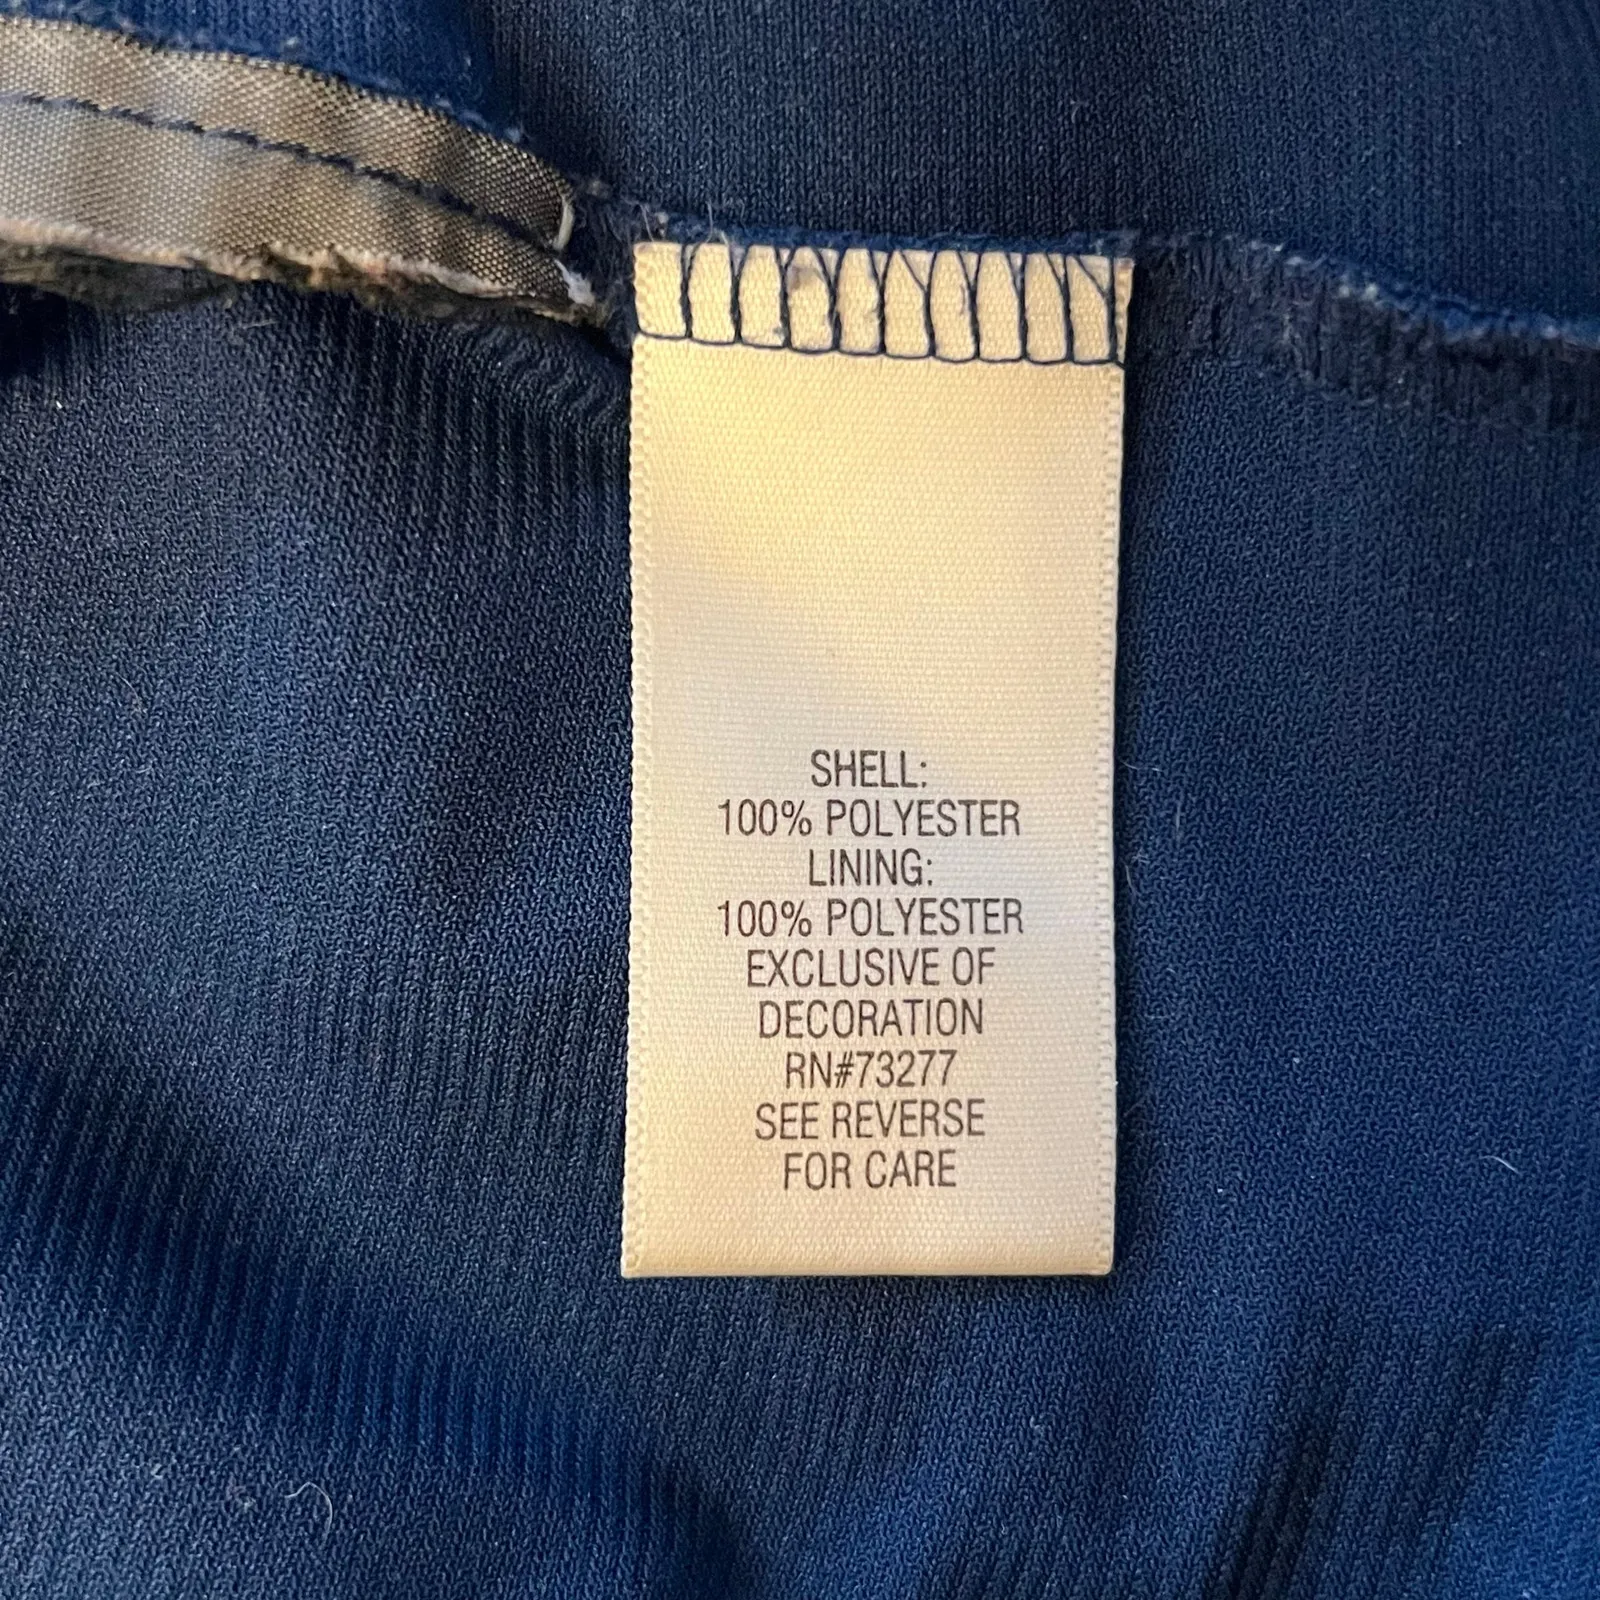 SHELL:
100% POLYESTER
LINING:
100% POLYESTER
EXCLUSIVE OF
DECORATION
RN#73277
SEE REVERSE
FOR CARE